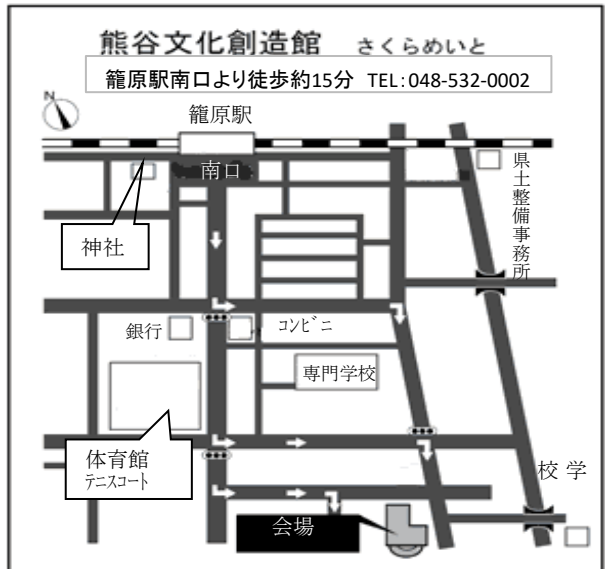 熊谷文化創造館 さくらめいと
籠原駅南口より徒歩約15分 TEL:048-532-0002
N
籠原駅
南口
県土整備事務所
神社
銀行
コンビニ
専門学校
体育館
テニスコート
校学
会場